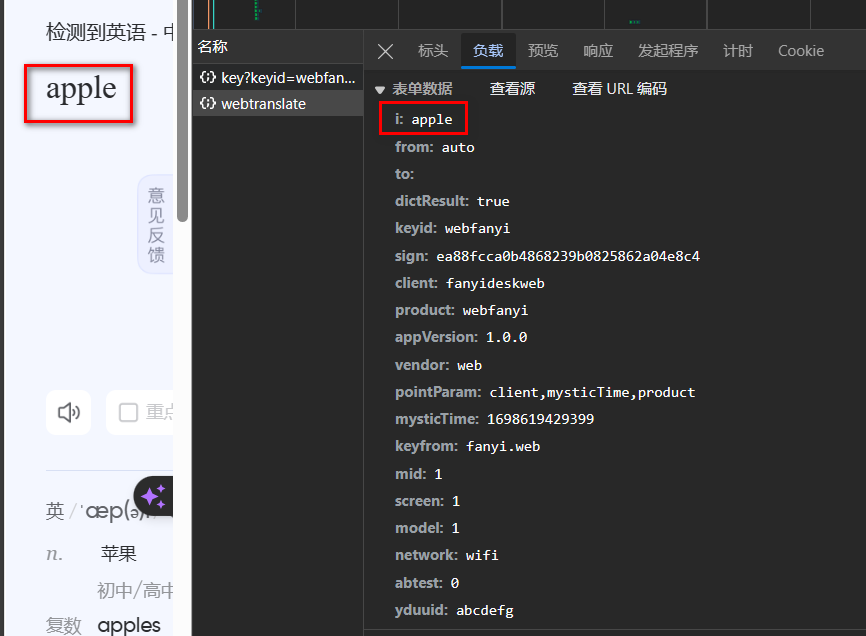 检测到英语 - 中
apple
意
见
反
馈
重点
英 / ˈæp(ə)l
n. 苹果
初中/高中
复数 apples
名称
key?keyid=webfan...
webtranslate
标头 负载 预览 响应 发起程序 计时 Cookie
表单数据 查看源 查看 URL 编码
i: apple
from: auto
to:
dictResult: true
keyid: webfanyi
sign: ea88fcca0b4868239b0825862a04e8c4
client: fanyideskweb
product: webfanyi
appVersion: 1.0.0
vendor: web
pointParam: client,mysticTime,product
mysticTime: 1698619429399
keyfrom: fanyi.web
mid: 1
screen: 1
model: 1
network: wifi
abtest: 0
yduuid: abcdefg